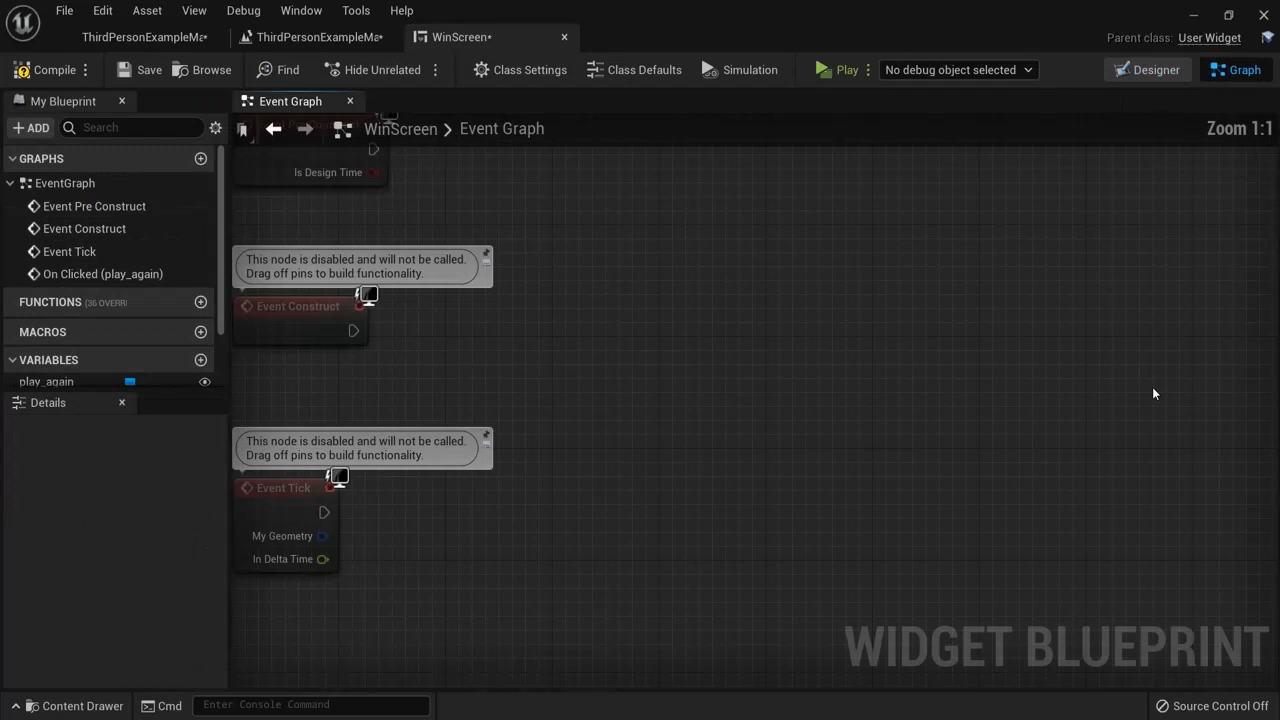 File Edit Asset View Debug Window Tools Help
ThirdPersonExampleMa* ThirdPersonExampleMa* WinScreen*
Parent class: User Widget
Compile Save Browse Find Hide Unrelated Class Settings Class Defaults Simulation Play No debug object selected Designer Graph
My Blueprint Event Graph
ADD Search WinScreen > Event Graph Zoom 1:1
GRAPHS
EventGraph
Event Pre Construct
Event Construct
Event Tick
On Clicked (play_again)
FUNCTIONS (36 OVERRI
MACROS
VARIABLES
play_again
Details
Is Design Time
This node is disabled and will not be called.
Drag off pins to build functionality.
Event Construct
This node is disabled and will not be called.
Drag off pins to build functionality.
Event Tick
My Geometry
In Delta Time
WIDGET BLUEPRINT
Content Drawer Cmd Enter Console Command Source Control Off